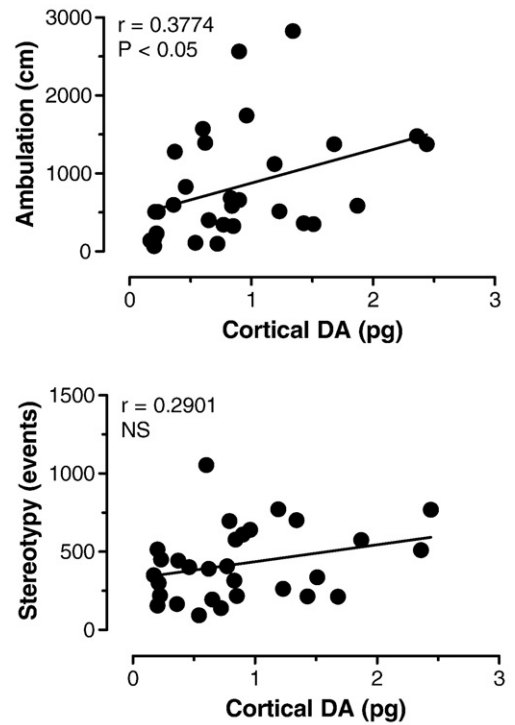 r = 0.3774
P < 0.05
3000
2000
1000
0
Ambulation (cm)
0 1 2 3
Cortical DA (pg)
r = 0.2901
NS
1500
1000
500
0
Stereotypy (events)
0 1 2 3
Cortical DA (pg)